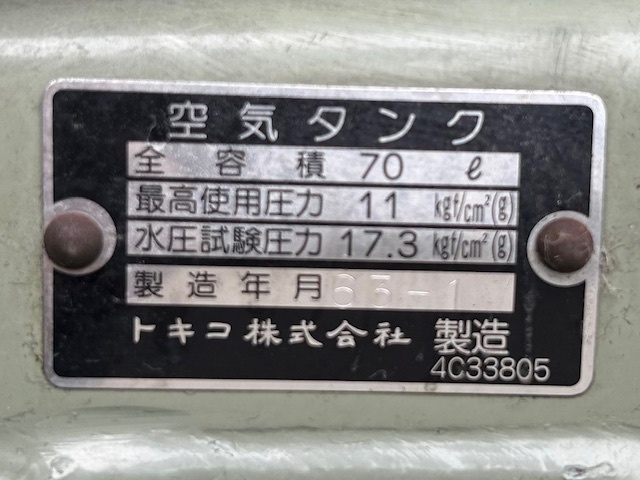 空気タンク
全容積 70 ℓ
最高使用圧力 11 kgf/cm²(g)
水圧試験圧力 17.3 kgf/cm²(g)
製造年月 63-1
トキコ株式会社 製造
4C33805